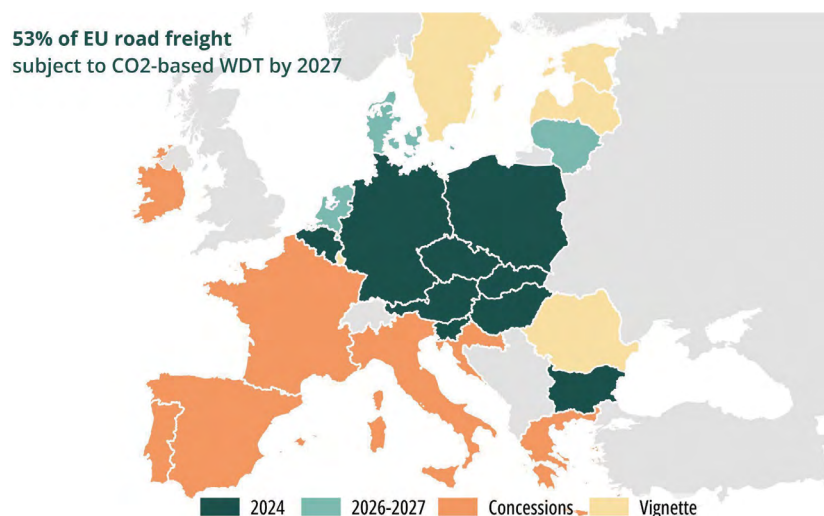 53% of EU road freight
subject to CO2-based WDT by 2027
2024
2026-2027
Concessions
Vignette